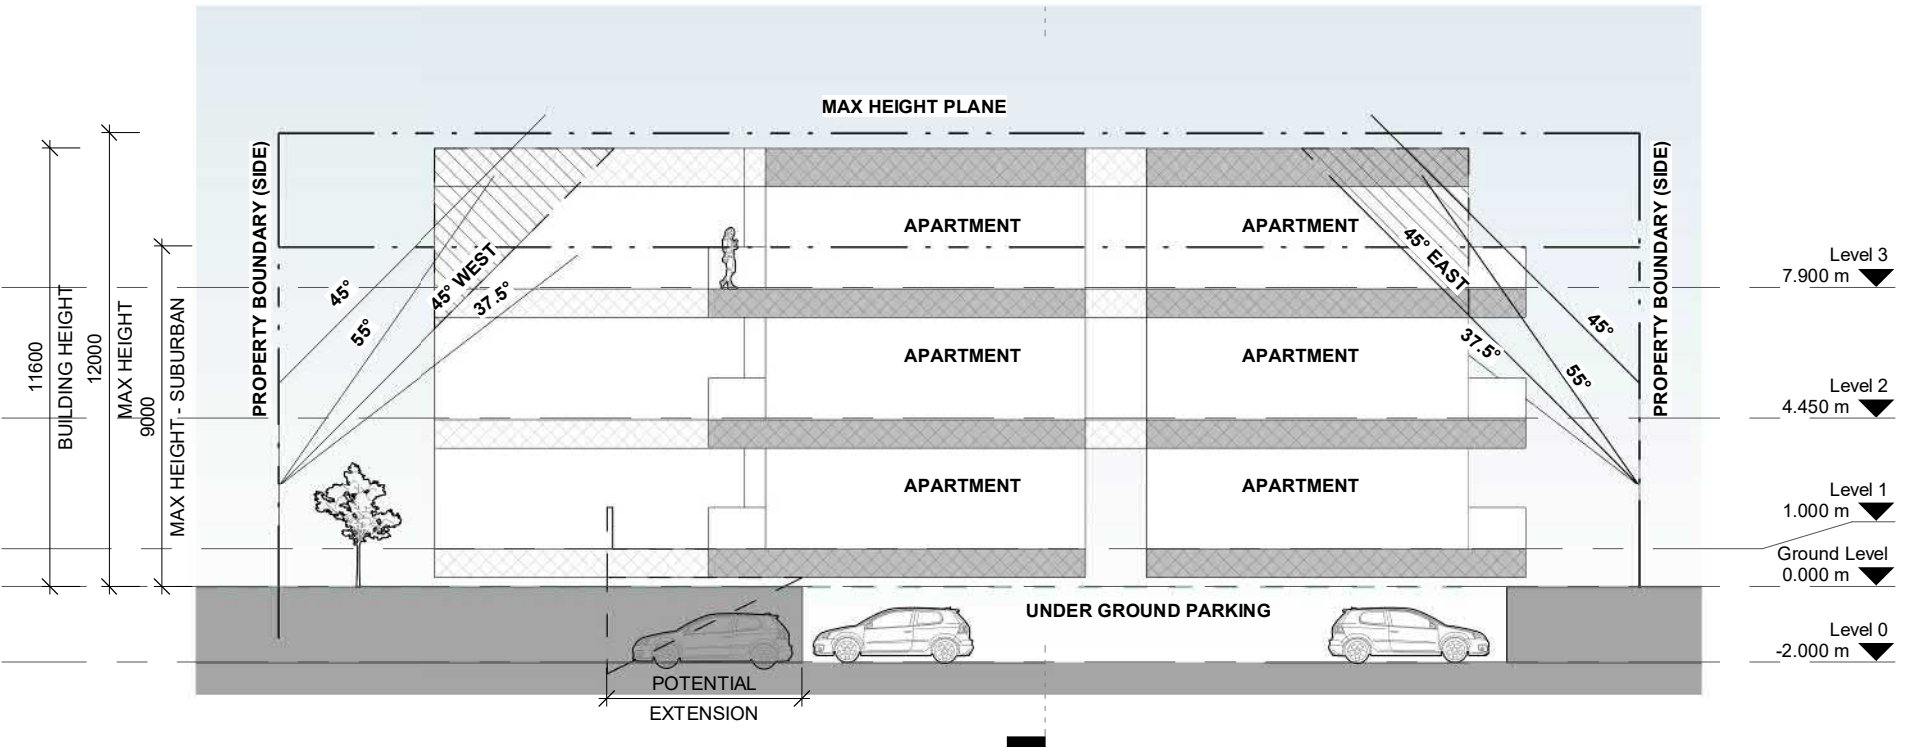 MAX HEIGHT PLANE
PROPERTY BOUNDARY (SIDE)
PROPERTY BOUNDARY (SIDE)
11600
BUILDING HEIGHT
12000
MAX HEIGHT
9000
MAX HEIGHT - SUBURBAN
45°
55°
45° WEST
37.5°
APARTMENT
APARTMENT
45° EAST
45°
37.5°
55°
APARTMENT
APARTMENT
APARTMENT
APARTMENT
Level 3
7.900 m
Level 2
4.450 m
Level 1
1.000 m
Ground Level
0.000 m
Level 0
-2.000 m
UNDER GROUND PARKING
POTENTIAL
EXTENSION